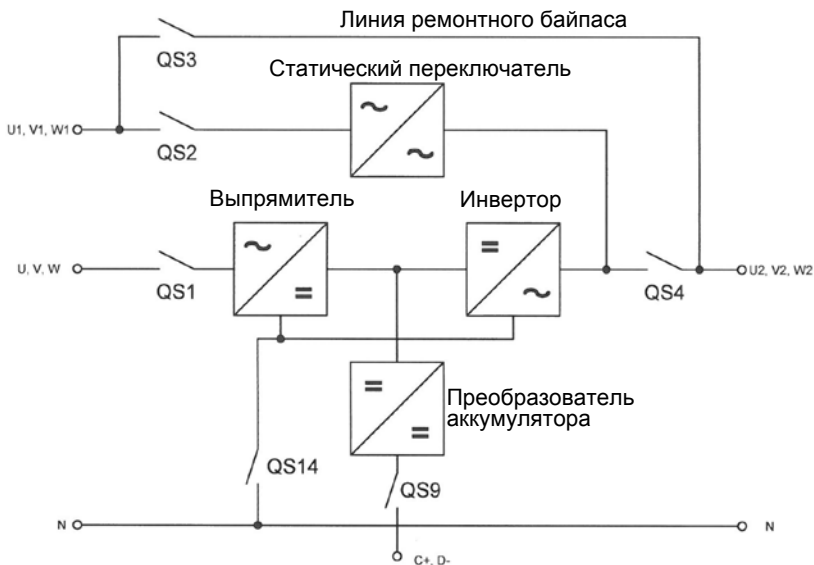 Линия ремонтного байпаса
QS3
Статический переключатель
U1, V1, W1
QS2
Выпрямитель
Инвертор
U, V, W
QS1
QS4
U2, V2, W2
Преобразователь
аккумулятора
QS14
QS9
N
N
C+, D-